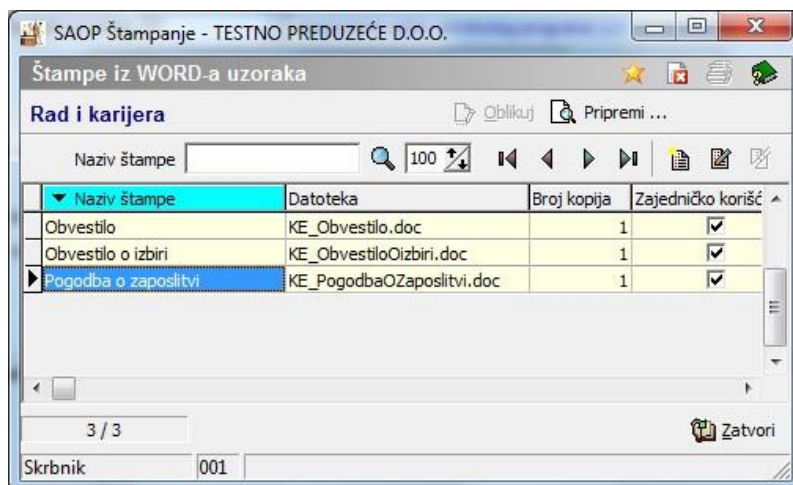 SAOP Štampanje - TESTNO PREDUZEĆE D.O.O.
Štampe iz WORD-a uzoraka
Rad i karijera Oblikuj Pripremi ...
Naziv štampe 100
Naziv štampe Datoteka Broj kopija Zajedničko korišć
Obvestilo KE_Obvestilo.doc 1
Obvestilo o izbiri KE_ObvestiloOizbiri.doc 1
Pogodba o zaposlitvi KE_PogodbaOZaposlitvi.doc 1
3 / 3 Zatvori
Skrbnik 001